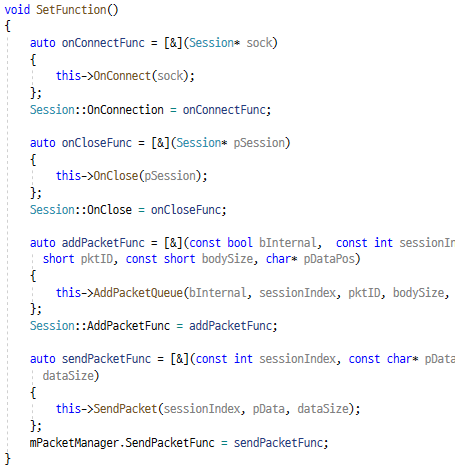 void SetFunction()
{
auto onConnectFunc = [&](Session* sock)
{
this->OnConnect(sock);
};
Session::OnConnection = onConnectFunc;
auto onCloseFunc = [&](Session* pSession)
{
this->OnClose(pSession);
};
Session::OnClose = onCloseFunc;
auto addPacketFunc = [&](const bool bInternal,  const int sessionIn
short pktID, const short bodySize, char* pDataPos)
{
this->AddPacketQueue(bInternal, sessionIndex, pktID, bodySize,
};
Session::AddPacketFunc = addPacketFunc;
auto sendPacketFunc = [&](const int sessionIndex, const char* pData
dataSize)
{
this->SendPacket(sessionIndex, pData, dataSize);
};
mPacketManager.SendPacketFunc = sendPacketFunc;
}